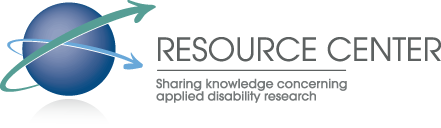 RESOURCE CENTER
Sharing knowledge concerning
applied disability research